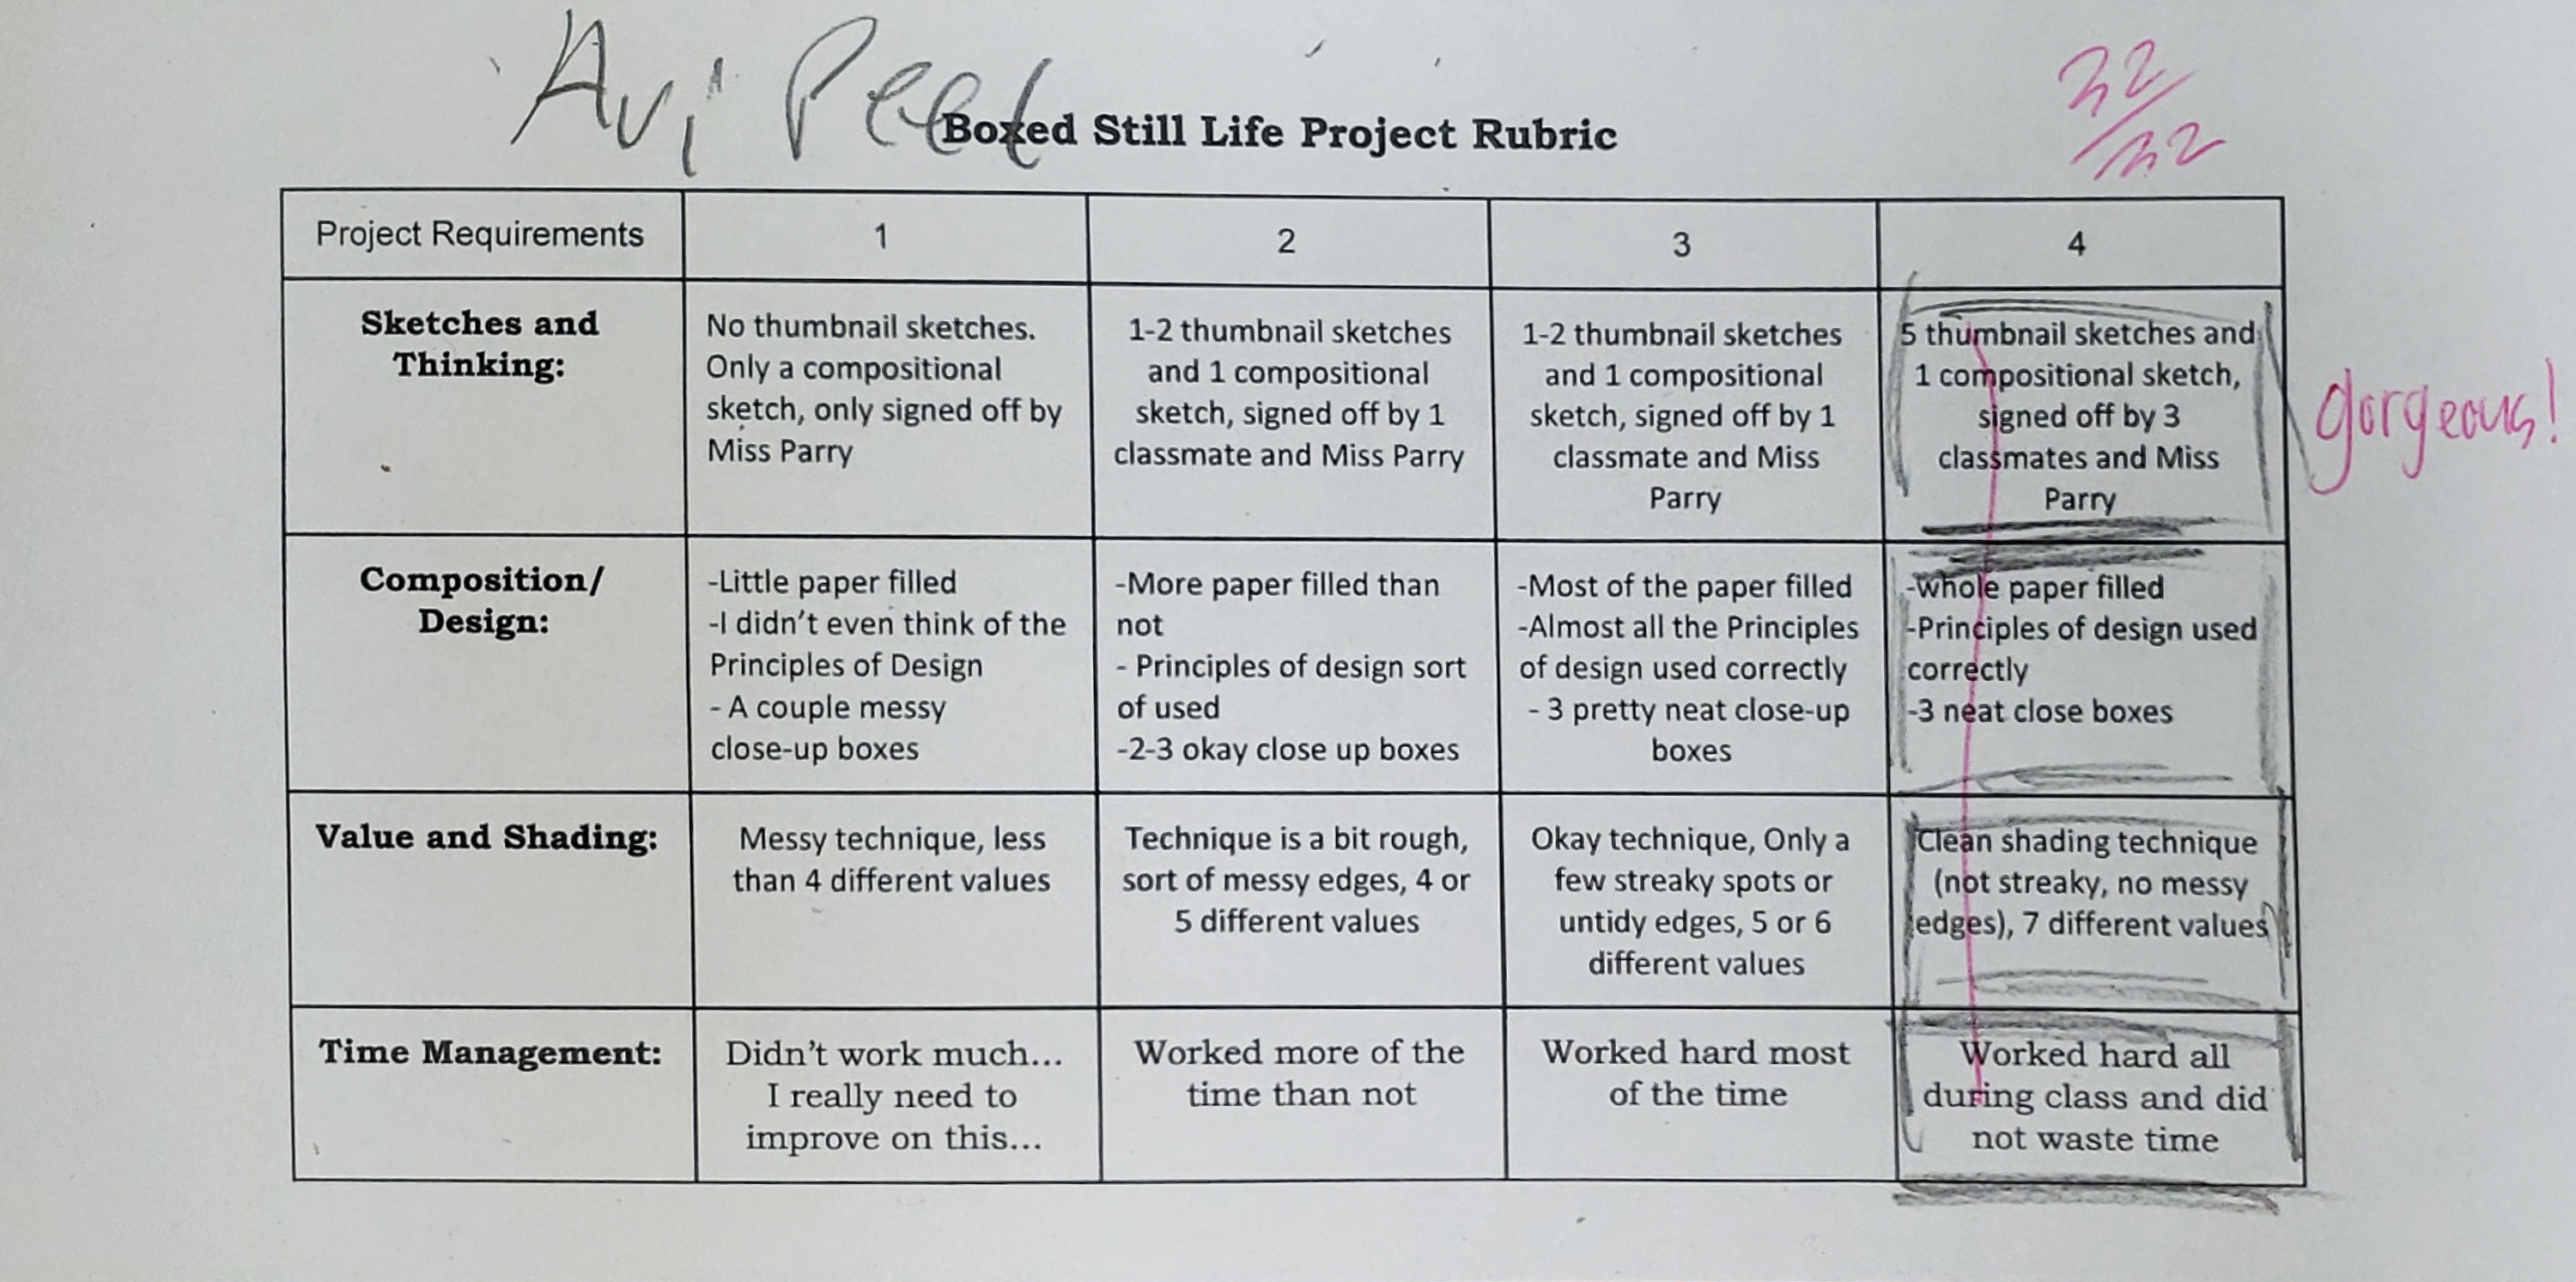 Avi Peet
32/32
Boxed Still Life Project Rubric
Project Requirements
1
2
3
4
Sketches and
Thinking:
No thumbnail sketches.
Only a compositional
sketch, only signed off by
Miss Parry
1-2 thumbnail sketches
and 1 compositional
sketch, signed off by 1
classmate and Miss Parry
1-2 thumbnail sketches
and 1 compositional
sketch, signed off by 1
classmate and Miss
Parry
5 thumbnail sketches and
1 compositional sketch,
signed off by 3
classmates and Miss
Parry
gorgeous!
Composition/
Design:
-Little paper filled
-I didn't even think of the
Principles of Design
- A couple messy
close-up boxes
-More paper filled than
not
- Principles of design sort
of used
-2-3 okay close up boxes
-Most of the paper filled
-Almost all the Principles
of design used correctly
- 3 pretty neat close-up
boxes
-whole paper filled
-Principles of design used
correctly
-3 neat close boxes
Value and Shading:
Messy technique, less
than 4 different values
Technique is a bit rough,
sort of messy edges, 4 or
5 different values
Okay technique, Only a
few streaky spots or
untidy edges, 5 or 6
different values
Clean shading technique
(not streaky, no messy
edges), 7 different values
Time Management:
Didn't work much...
I really need to
improve on this...
Worked more of the
time than not
Worked hard most
of the time
Worked hard all
during class and did
not waste time